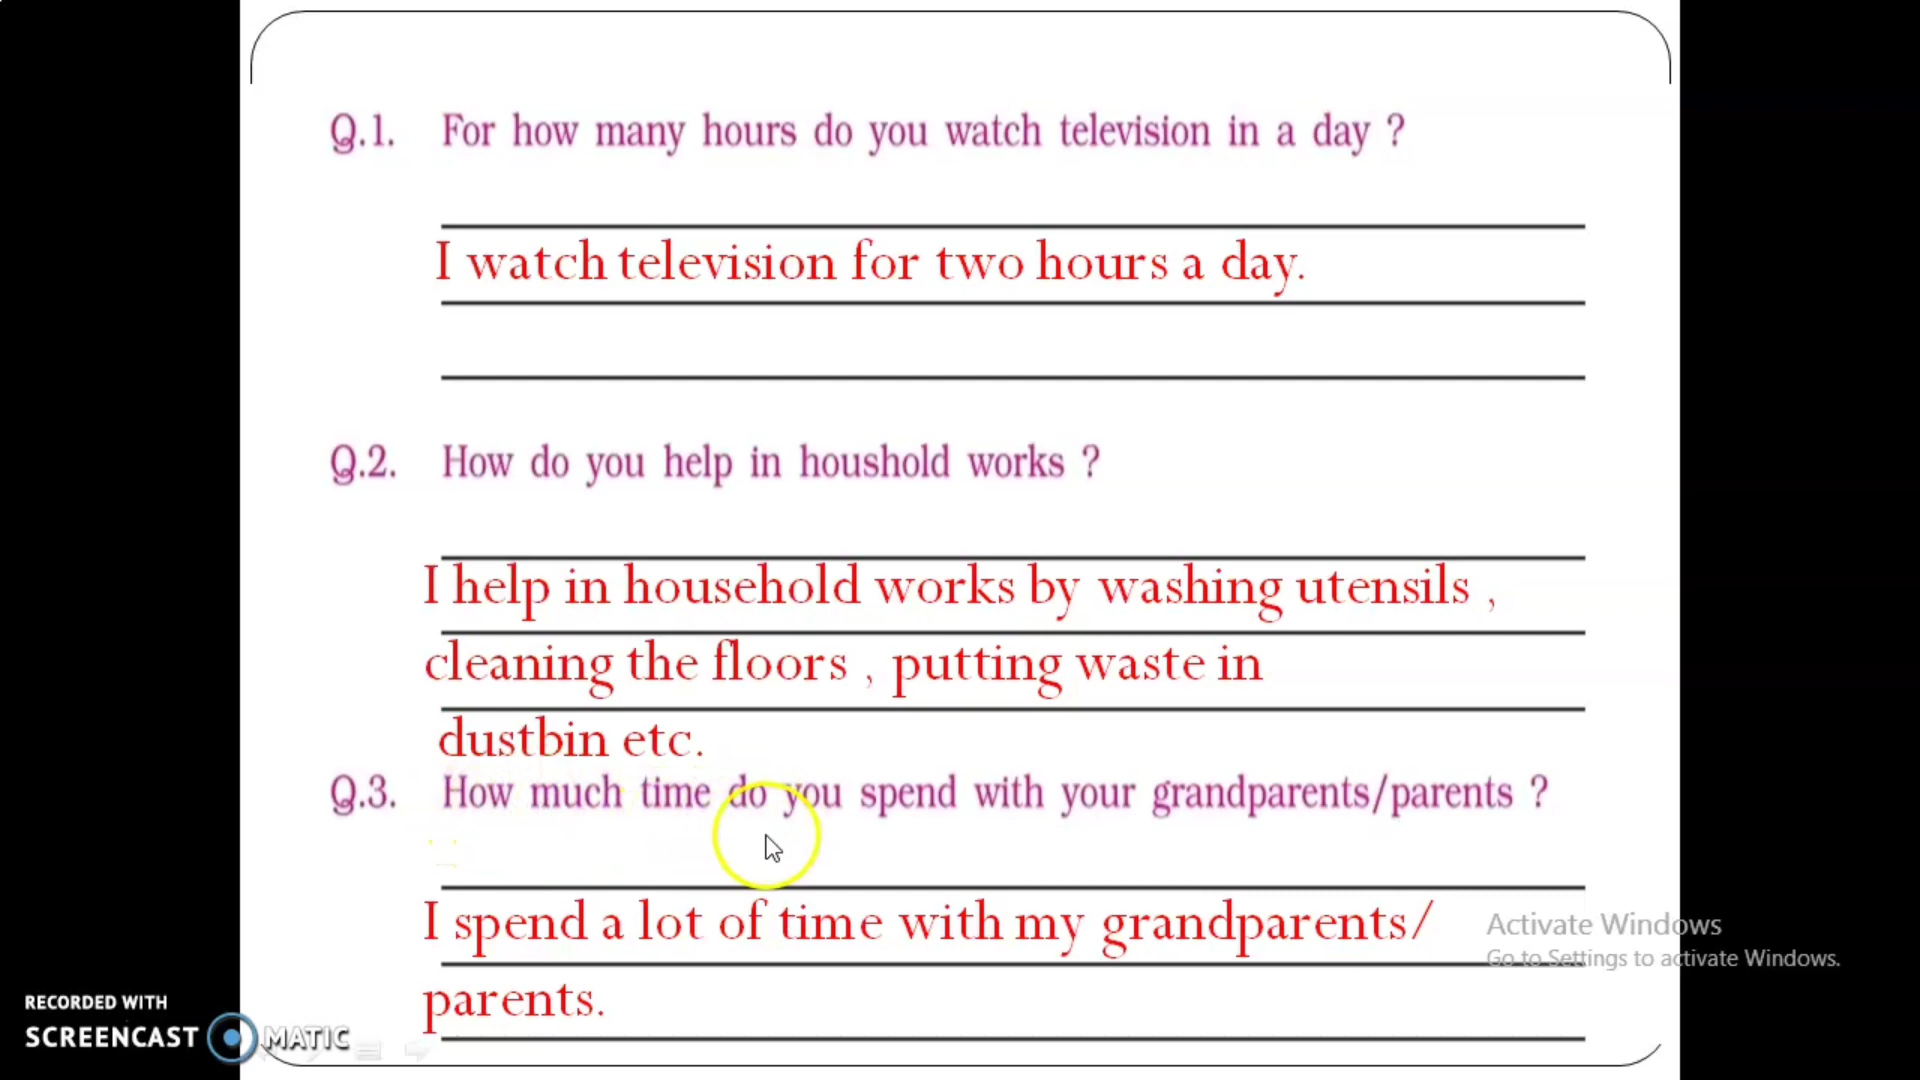 Q.1. For how many hours do you watch television in a day ?
I watch television for two hours a day.
Q.2. How do you help in houshold works ?
I help in household works by washing utensils ,
cleaning the floors , putting waste in
dustbin etc.
Q.3. How much time do you spend with your grandparents/parents ?
I spend a lot of time with my grandparents/
parents.
Activate Windows
Go to Settings to activate Windows.
RECORDED WITH
SCREENCAST MATIC